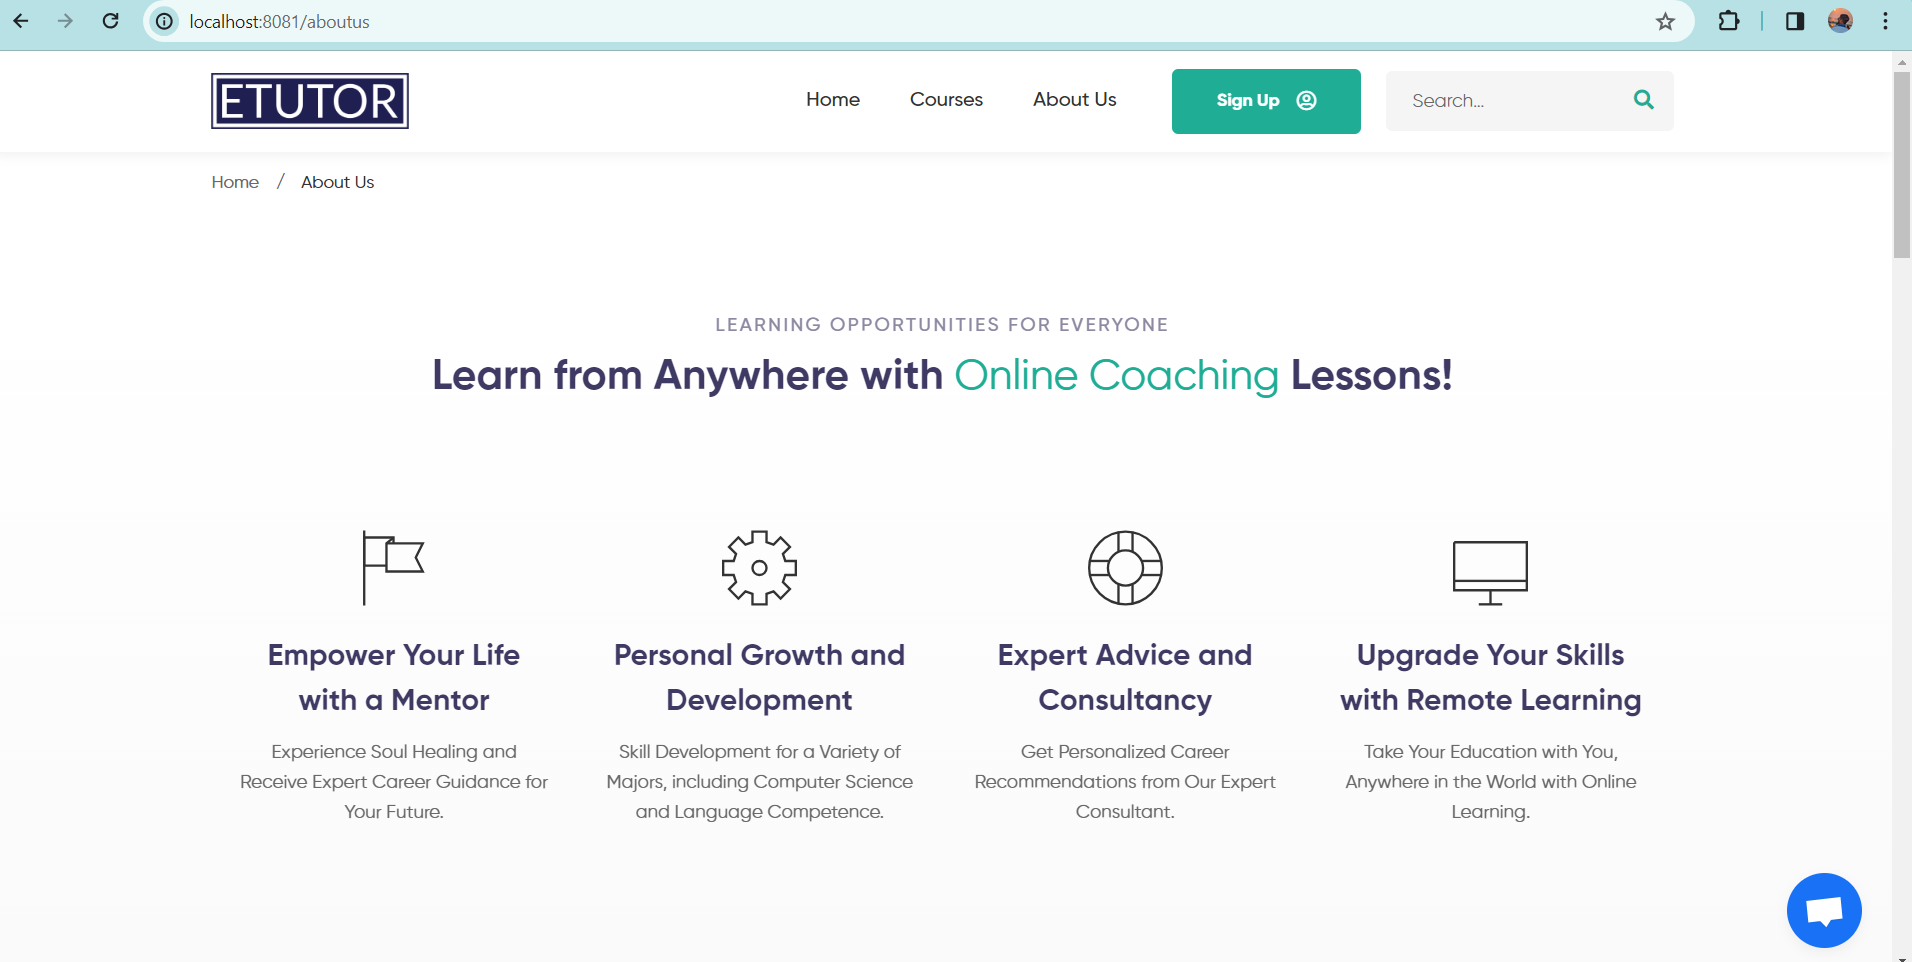 localhost:8081/aboutus
ETUTOR
Home
Courses
About Us
Sign Up
Search...
Home / About Us
LEARNING OPPORTUNITIES FOR EVERYONE
Learn from Anywhere with Online Coaching Lessons!
Empower Your Life
with a Mentor
Experience Soul Healing and
Receive Expert Career Guidance for
Your Future.
Personal Growth and
Development
Skill Development for a Variety of
Majors, including Computer Science
and Language Competence.
Expert Advice and
Consultancy
Get Personalized Career
Recommendations from Our Expert
Consultant.
Upgrade Your Skills
with Remote Learning
Take Your Education with You,
Anywhere in the World with Online
Learning.